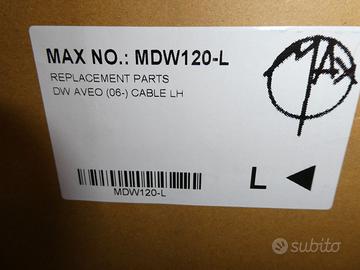 MAX NO.: MDW120-L
MAX
REPLACEMENT PARTS
DW AVEO (06-) CABLE LH
MDW120-L
L
subito